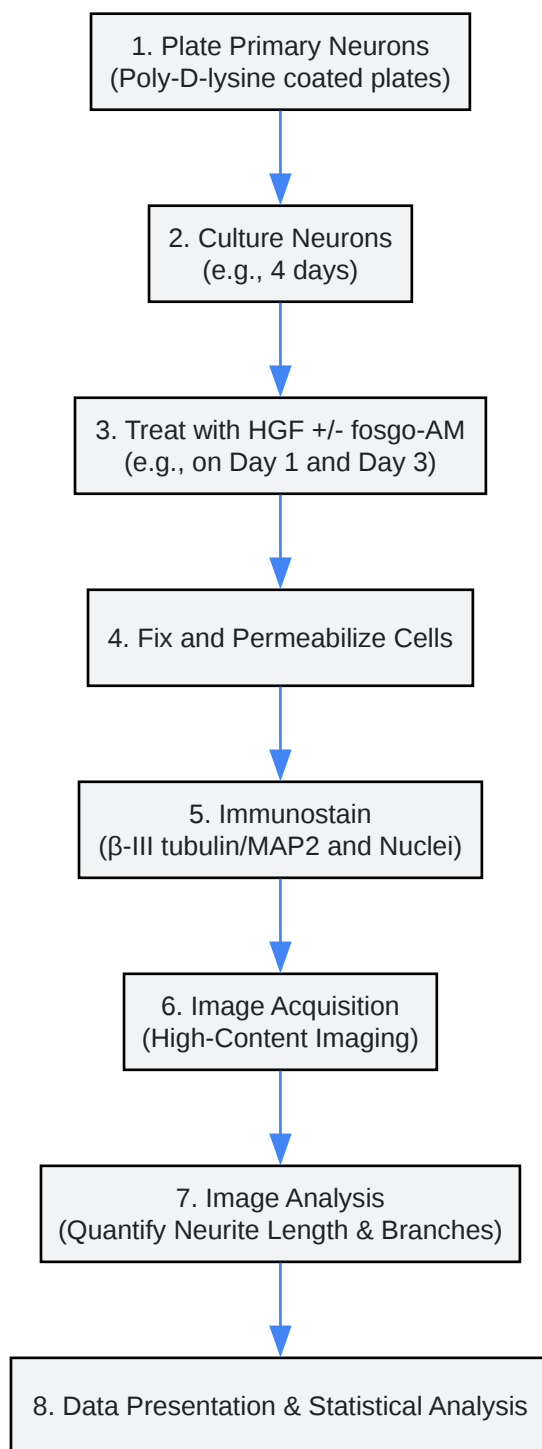 1. Plate Primary Neurons
(Poly-D-lysine coated plates)
2. Culture Neurons
(e.g., 4 days)
3. Treat with HGF +/- fosgo-AM
(e.g., on Day 1 and Day 3)
4. Fix and Permeabilize Cells
5. Immunostain
(β-III tubulin/MAP2 and Nuclei)
6. Image Acquisition
(High-Content Imaging)
7. Image Analysis
(Quantify Neurite Length & Branches)
8. Data Presentation & Statistical Analysis